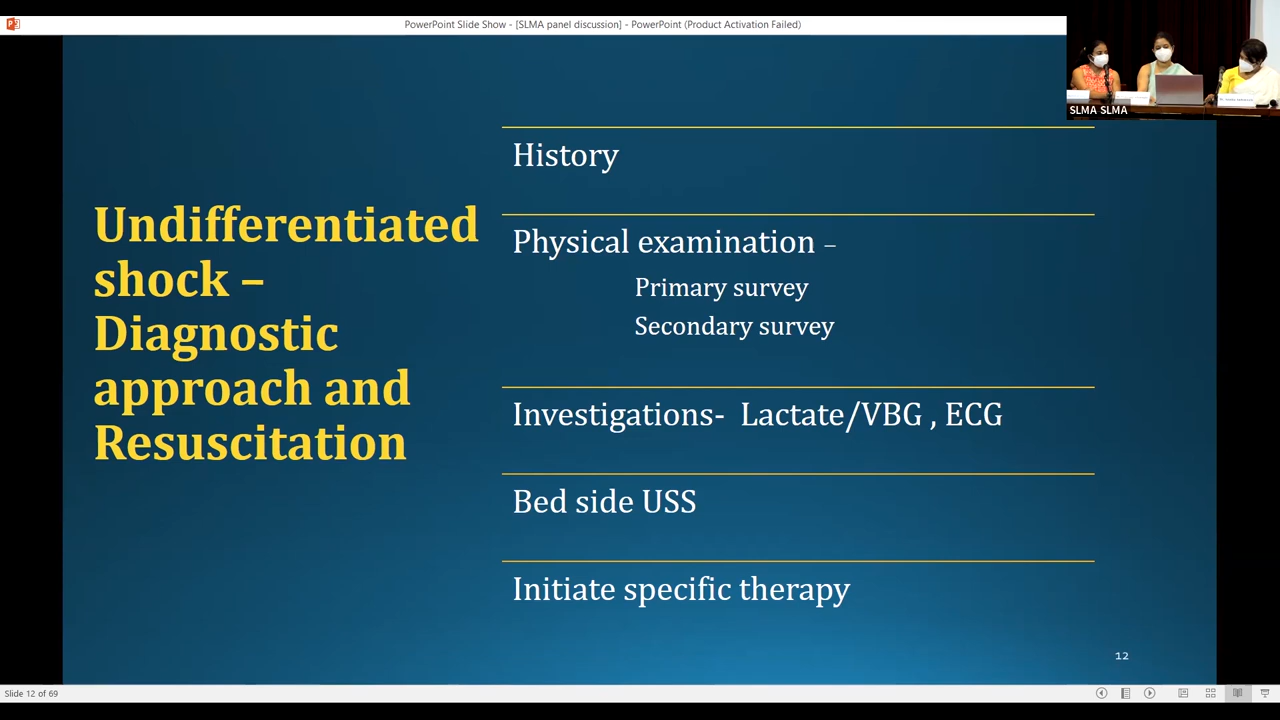 PowerPoint Slide Show - [SLMA panel discussion] - PowerPoint (Product Activation Failed)
SLMA SLMA
Undifferentiated
shock –
Diagnostic
approach and
Resuscitation
History
Physical examination –
Primary survey
Secondary survey
Investigations- Lactate/VBG , ECG
Bed side USS
Initiate specific therapy
12
Slide 12 of 69